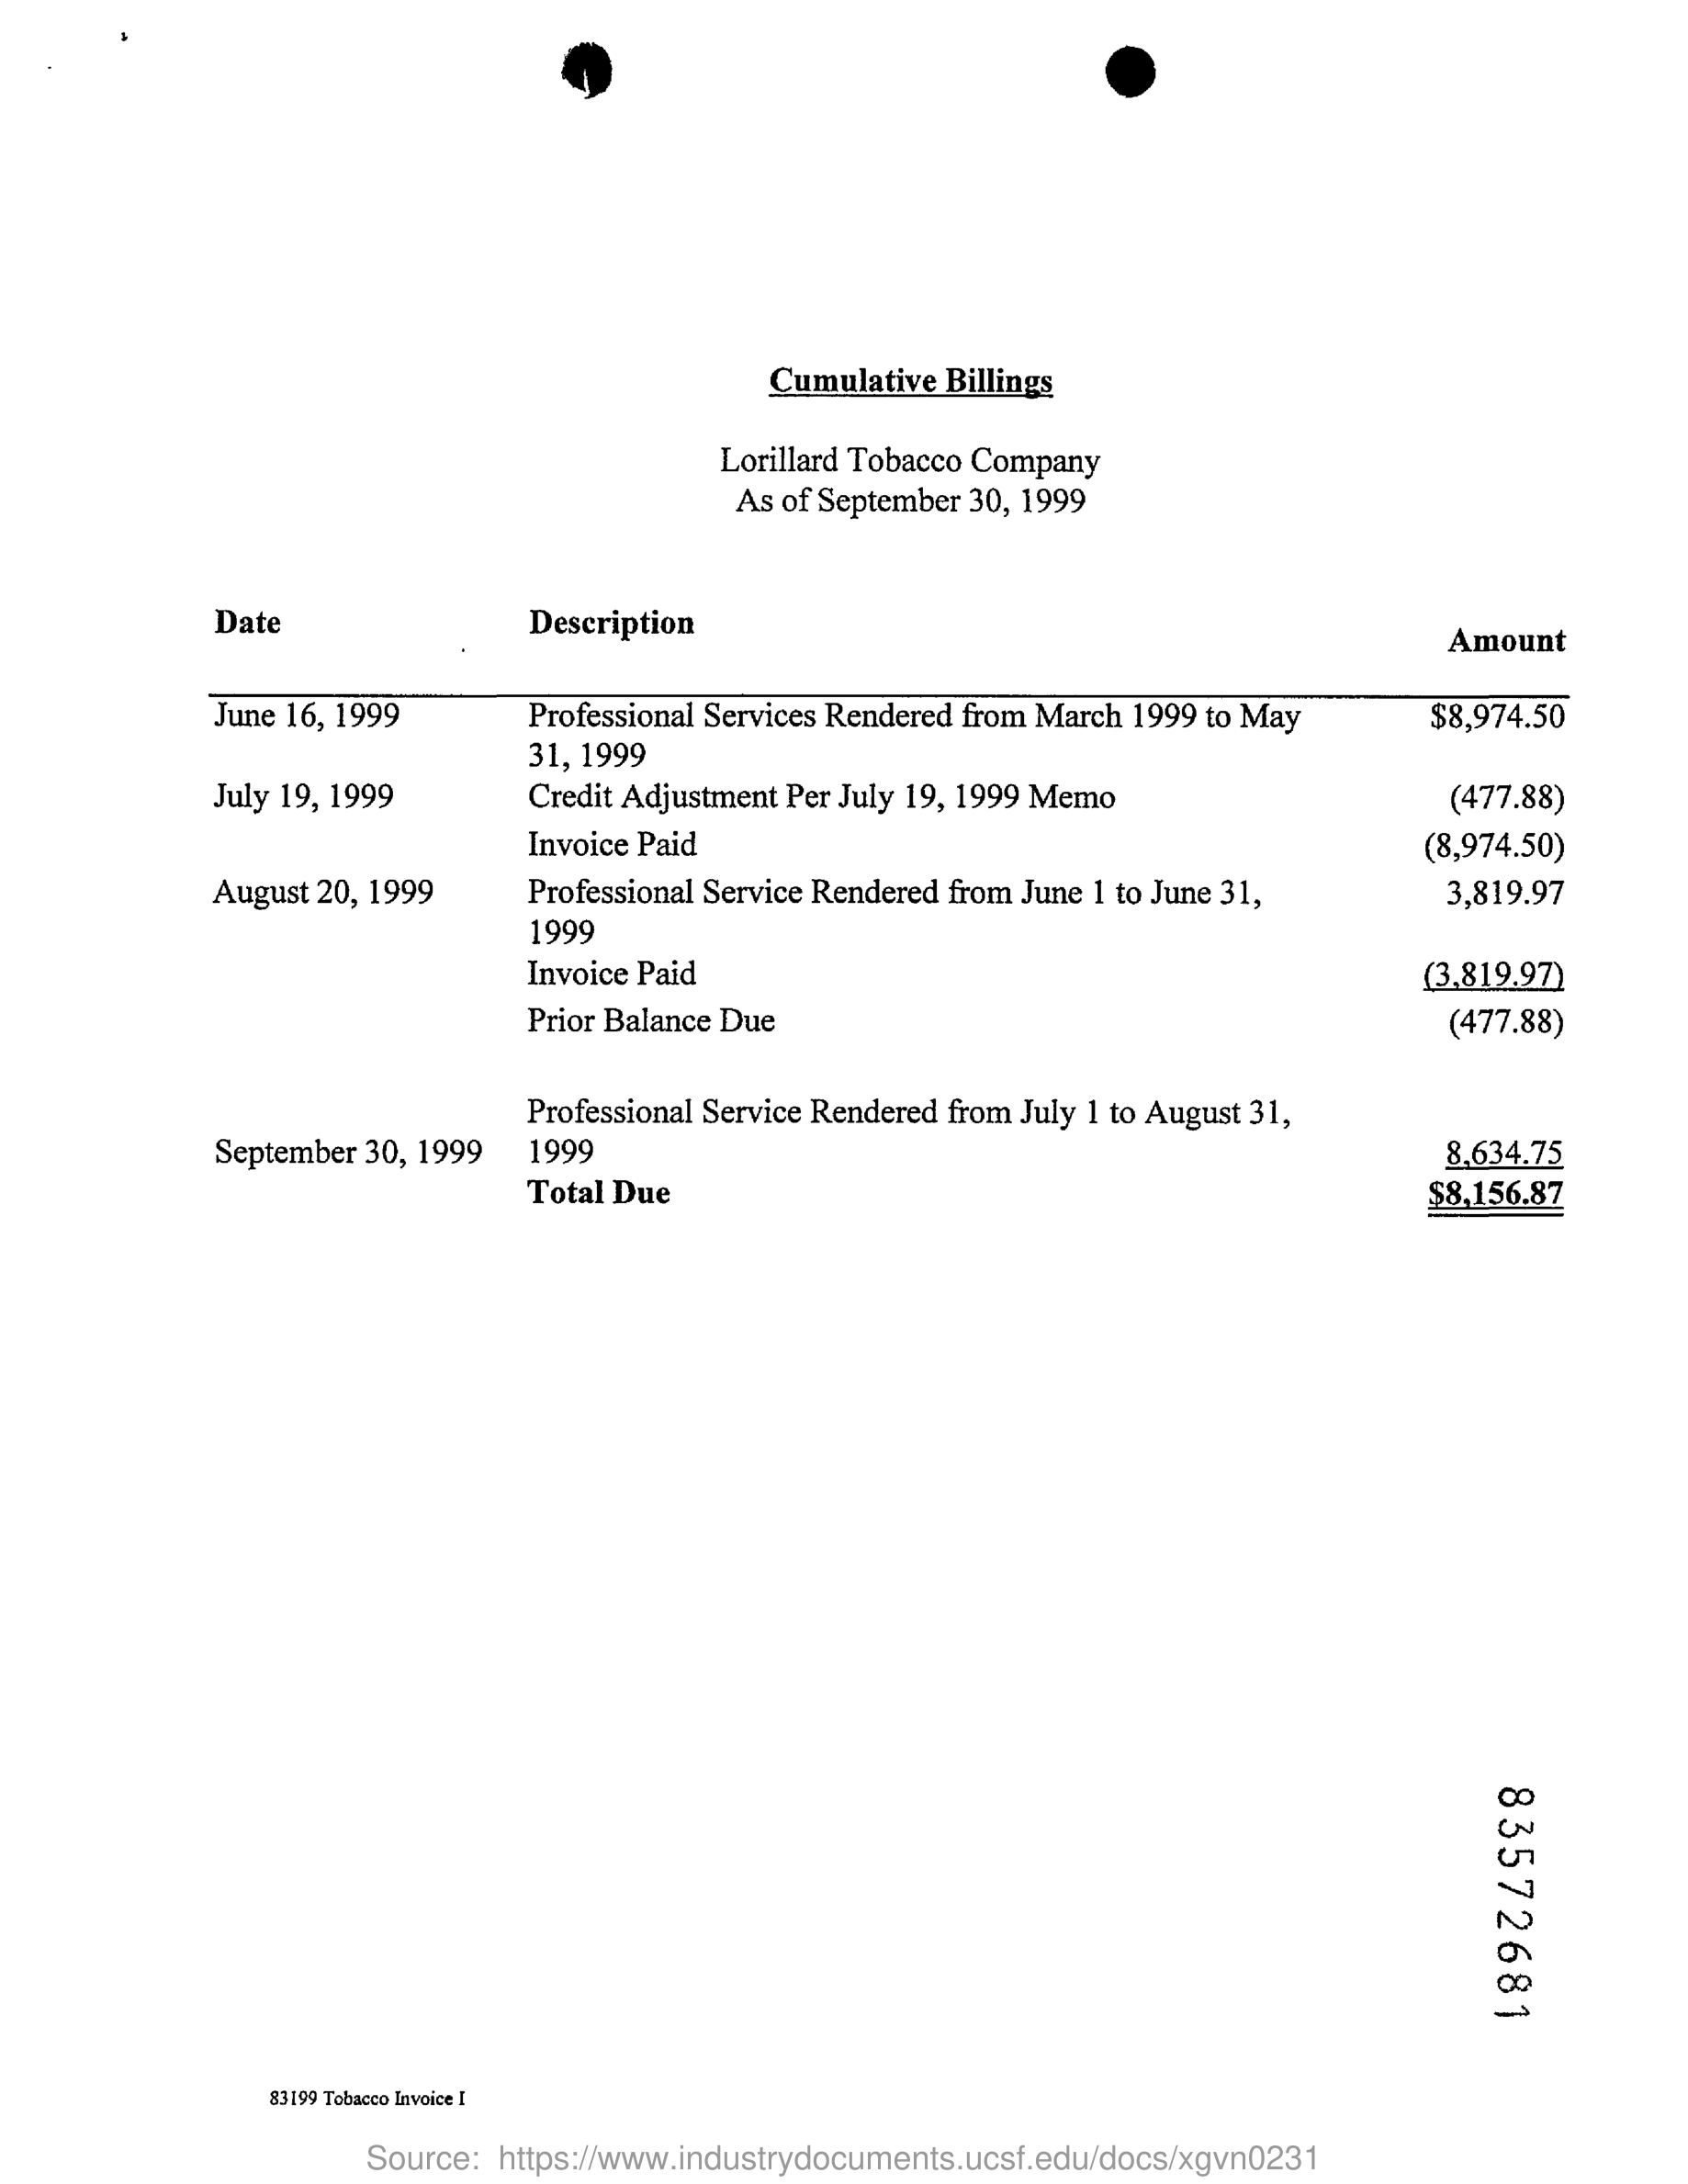 Cumulative Billings
Lorillard Tobacco Company
As of September 30, 1999
Date Description Amount
June 16, 1999 Professional Services Rendered from March 1999 to May $8,974.50
31, 1999
July 19, 1999 Credit Adjustment Per July 19, 1999 Memo (477.88)
Invoice Paid (8,974.50)
August 20, 1999 Professional Service Rendered from June 1 to June 31, 3,819.97
1999
Invoice Paid (3,819.97)
Prior Balance Due (477.88)
Professional Service Rendered from July 1 to August 31,
September 30, 1999 1999 8,634.75
Total Due $8,156.87
83572681
83199 Tobacco Invoice I
Source: https://www.industrydocuments.ucsf.edu/docs/xgvn0231